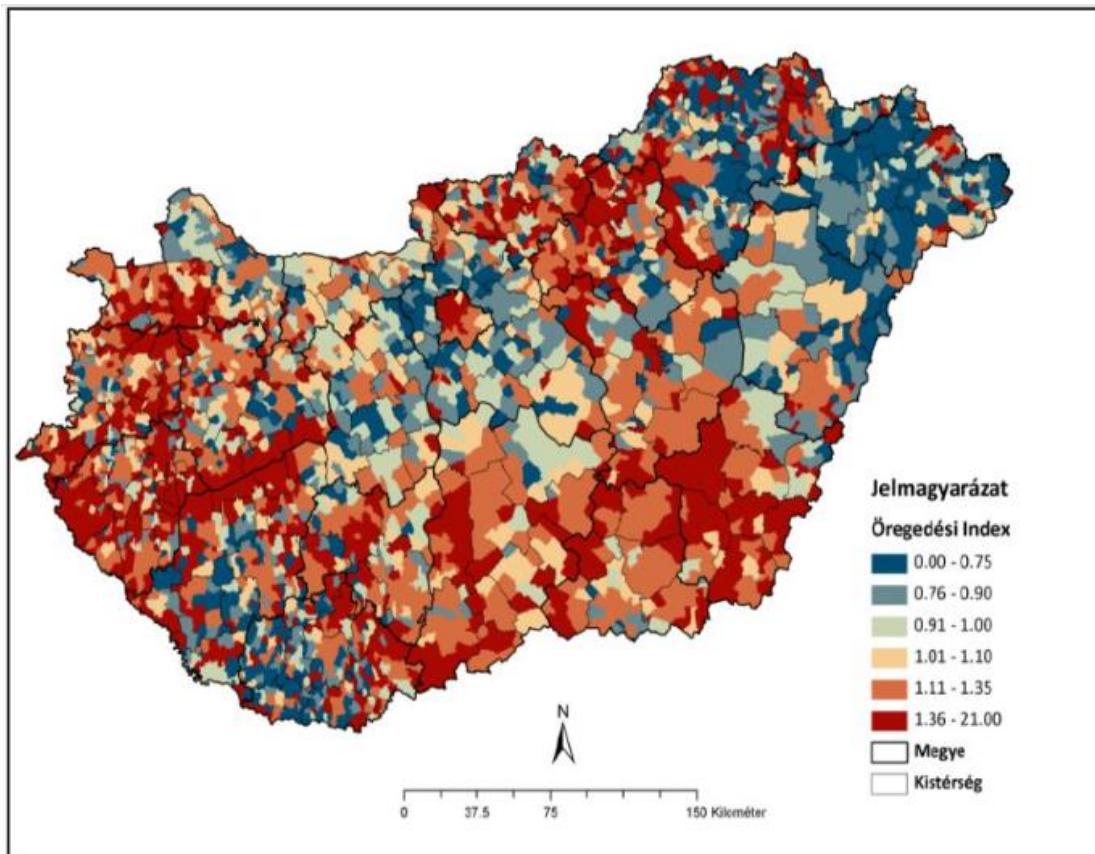 Jelmagyarázat
Öregedési Index
0.00 - 0.75
0.76 - 0.90
0.91 - 1.00
1.01 - 1.10
1.11 - 1.35
1.36 - 21.00
Megye
Kistérség
N
0 37.5 75 150 Kilométer